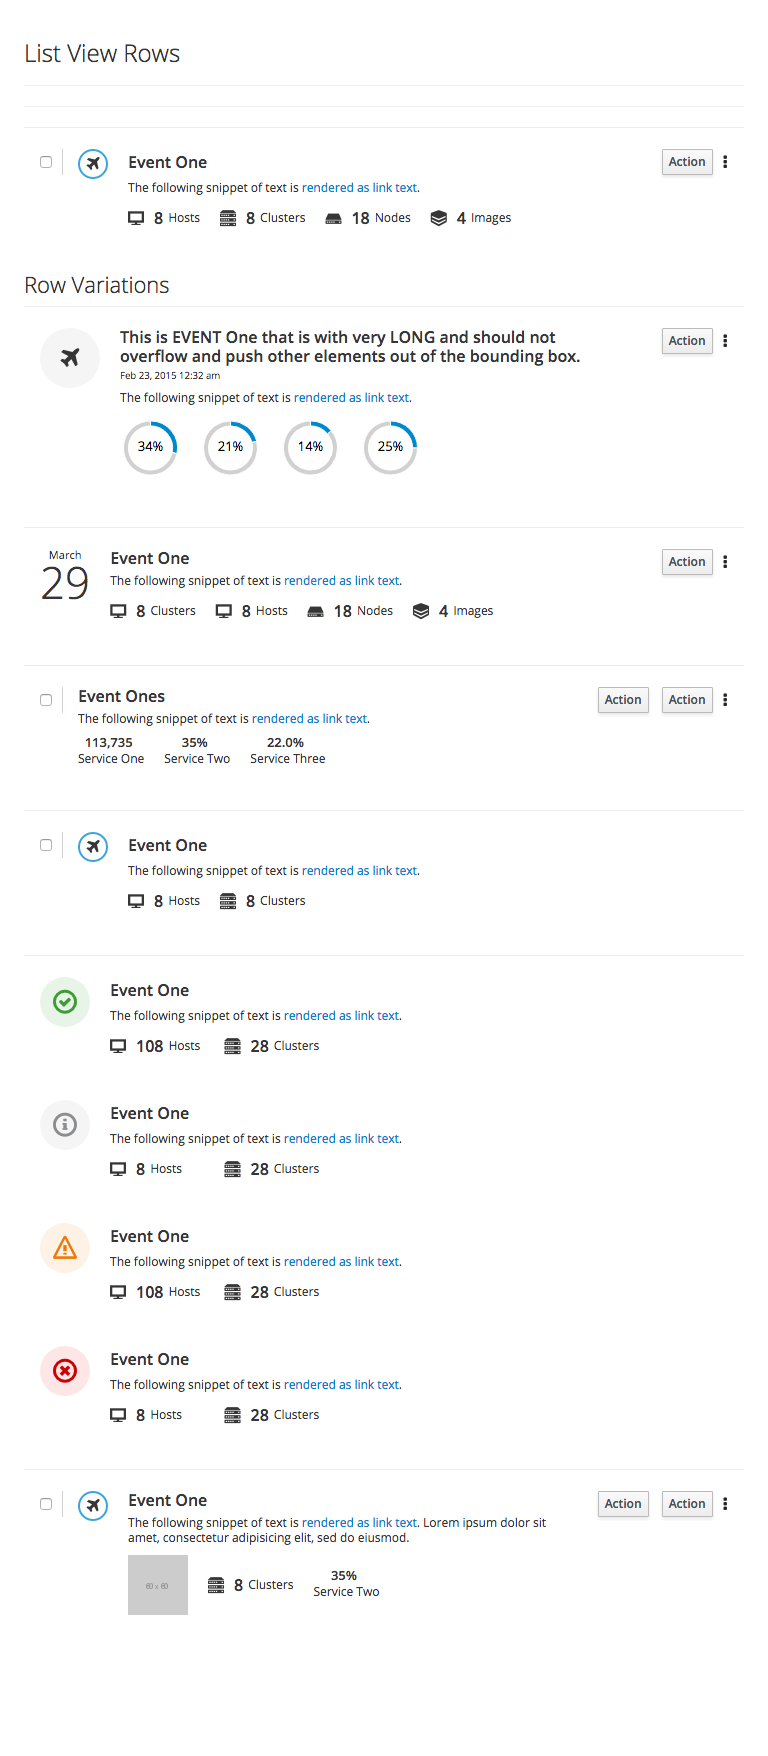 List View Rows
Event One
Action
The following snippet of text is rendered as link text.
8 Hosts 8 Clusters 18 Nodes 4 Images
Row Variations
This is EVENT One that is with very LONG and should not
overflow and push other elements out of the bounding box.
Action
Feb 23, 2015 12:32 am
The following snippet of text is rendered as link text.
34% 21% 14% 25%
March
29
Event One
Action
The following snippet of text is rendered as link text.
8 Clusters 8 Hosts 18 Nodes 4 Images
Event Ones
Action Action
The following snippet of text is rendered as link text.
113,735 35% 22.0%
Service One Service Two Service Three
Event One
The following snippet of text is rendered as link text.
8 Hosts 8 Clusters
Event One
The following snippet of text is rendered as link text.
108 Hosts 28 Clusters
Event One
The following snippet of text is rendered as link text.
8 Hosts 28 Clusters
Event One
The following snippet of text is rendered as link text.
108 Hosts 28 Clusters
Event One
The following snippet of text is rendered as link text.
8 Hosts 28 Clusters
Event One
Action Action
The following snippet of text is rendered as link text. Lorem ipsum dolor sit
amet, consectetur adipisicing elit, sed do eiusmod.
60 x 60
8 Clusters
35%
Service Two